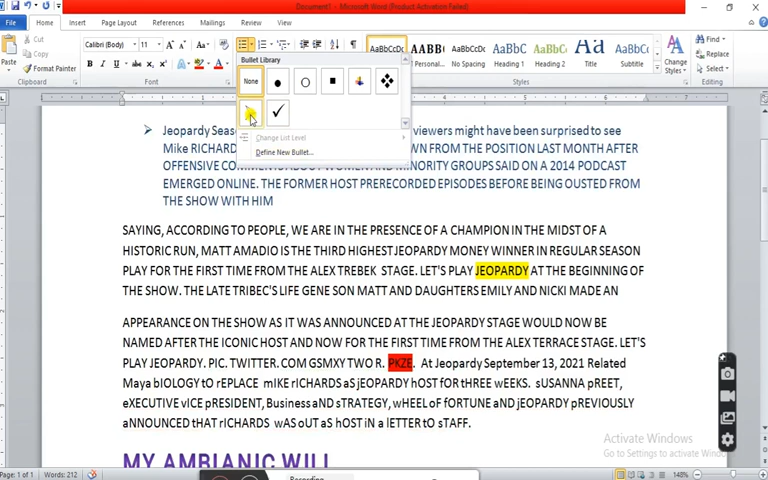 Document1 - Microsoft Word (Product Activation Failed)
File Home Insert Page Layout References Mailings Review View
Cut
Copy
Format Painter
Clipboard
Calibri (Body) 11
Font
AaBbCcDc AaBbCc AaBbCcDc
Personal... No Spacing Heading 1 Heading 2 Title Subtitle
Styles
Change Styles
Find
Replace
Select
Editing
Bullet Library
None
Change List Level
Define New Bullet...
Jeopardy Seas viewers might have been surprised to see
Mike RICHAR WN FROM THE POSITION LAST MONTH AFTER
OFFENSIVE COMMENTS ABOUT WOMEN AND MINORITY GROUPS SAID ON A 2014 PODCAST
EMERGED ONLINE. THE FORMER HOST PRERECORDED EPISODES BEFORE BEING OUSTED FROM
THE SHOW WITH HIM
SAYING, ACCORDING TO PEOPLE, WE ARE IN THE PRESENCE OF A CHAMPION IN THE MIDST OF A
HISTORIC RUN, MATT AMADIO IS THE THIRD HIGHEST JEOPARDY MONEY WINNER IN REGULAR SEASON
PLAY FOR THE FIRST TIME FROM THE ALEX TREBEK STAGE. LET'S PLAY JEOPARDY AT THE BEGINNING OF
THE SHOW. THE LATE TRIBEC'S LIFE GENE SON MATT AND DAUGHTERS EMILY AND NICKI MADE AN
APPEARANCE ON THE SHOW AS IT WAS ANNOUNCED AT THE JEOPARDY STAGE WOULD NOW BE
NAMED AFTER THE ICONIC HOST AND NOW FOR THE FIRST TIME FROM THE ALEX TERRACE STAGE. LET'S
PLAY JEOPARDY. PIC. TWITTER. COM GSMXY TWO R. PKZE. At Jeopardy September 13, 2021 Related
Maya bIOLOGY tO rEPLACE mIKE rICHARDS aS jEOPARDY hOST fOR tHREE wEEKS. sUSANNA pREET,
eXECUTIVE vICE pRESIDENT, Business aND sTRATEGY, wHEEL oF fORTUNE aND jEOPARDY pREVIOUSLY
aNNOUNCED tHAT rICHARDS wAS oUT aS hOST iN a lETTER tO sTAFF.
MY AMBIANIC WILL
Activate Windows
Go to Settings to activate Windows.
Recording
Page: 1 of 1 Words: 212 148%